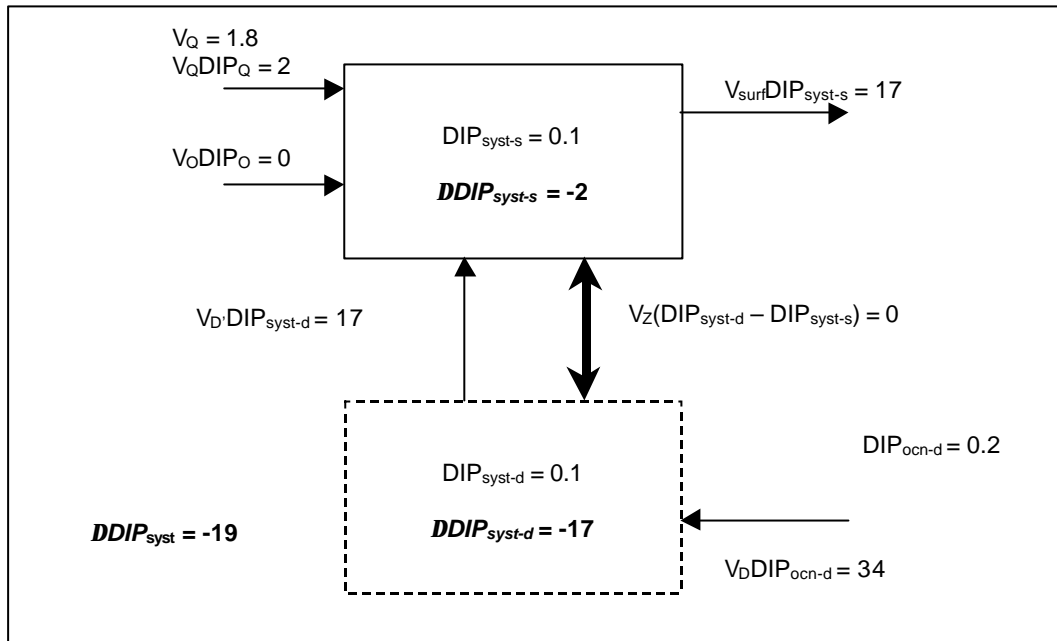 V_Q = 1.8
V_QDIP_Q = 2
V_surfDIP_syst-s = 17
DIP_syst-s = 0.1
V_ODIP_O = 0
DDIP_syst-s = -2
V_D'DIP_syst-d = 17
V_Z(DIP_syst-d – DIP_syst-s) = 0
DIP_ocn-d = 0.2
DIP_syst-d = 0.1
DDIP_syst = -19
DDIP_syst-d = -17
V_DDIP_ocn-d = 34